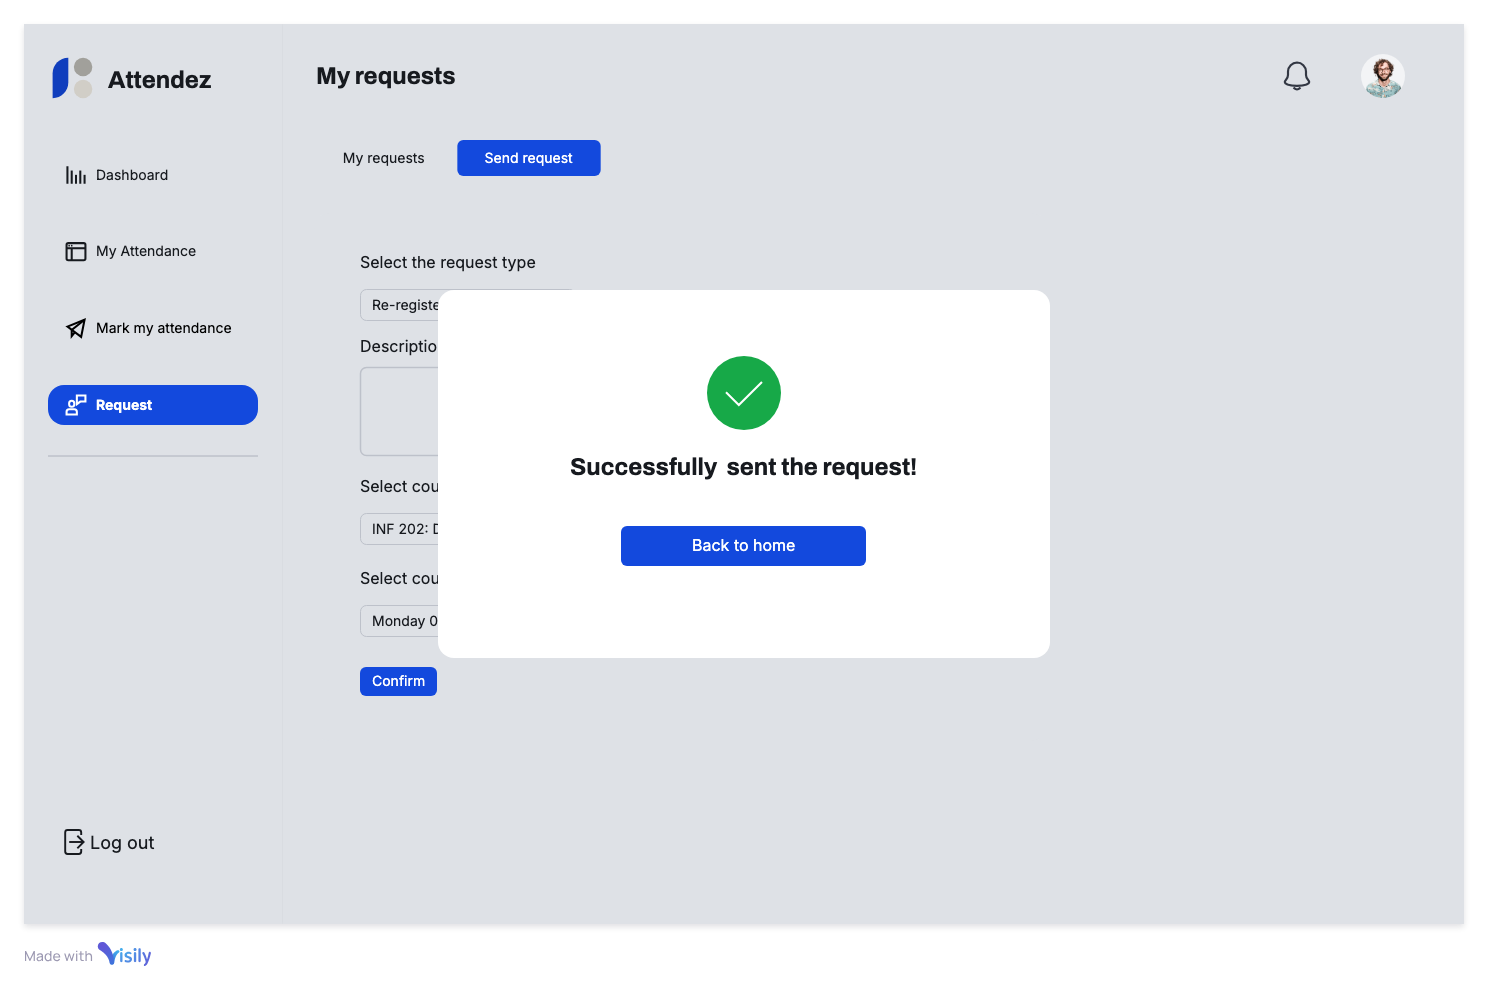 Attendez
My requests
Dashboard
My Attendance
Mark my attendance
Request
Log out
My requests
Send request
Select the request type
Re-registe
Descriptio
Select cou
INF 202: D
Select cou
Monday 0
Confirm
Successfully sent the request!
Back to home
Made with Visily